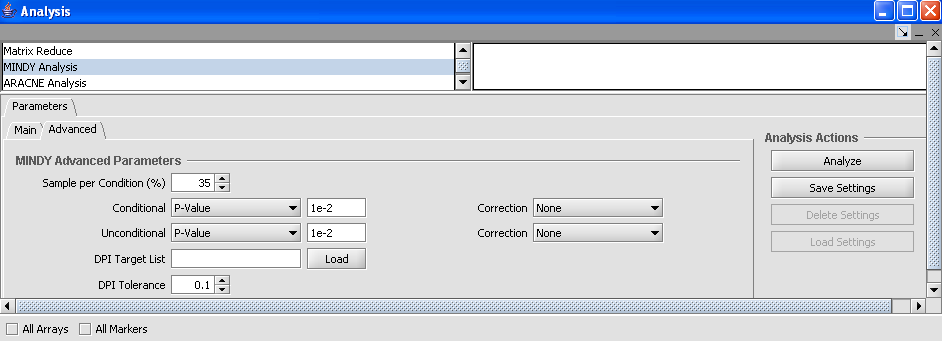 Analysis
Matrix Reduce
MINDY Analysis
ARACNE Analysis
Parameters
Main Advanced
MINDY Advanced Parameters
Sample per Condition (%) 35
Conditional P-Value 1e-2 Correction None
Unconditional P-Value 1e-2 Correction None
DPI Target List Load
DPI Tolerance 0.1
Analysis Actions
Analyze
Save Settings
Delete Settings
Load Settings
All Arrays All Markers